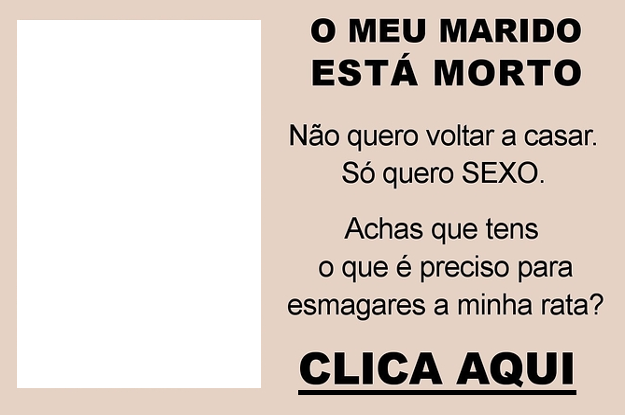 O MEU MARIDO
ESTÁ MORTO
Não quero voltar a casar.
Só quero SEXO.
Achas que tens
o que é preciso para
esmagares a minha rata?
CLICA AQUI